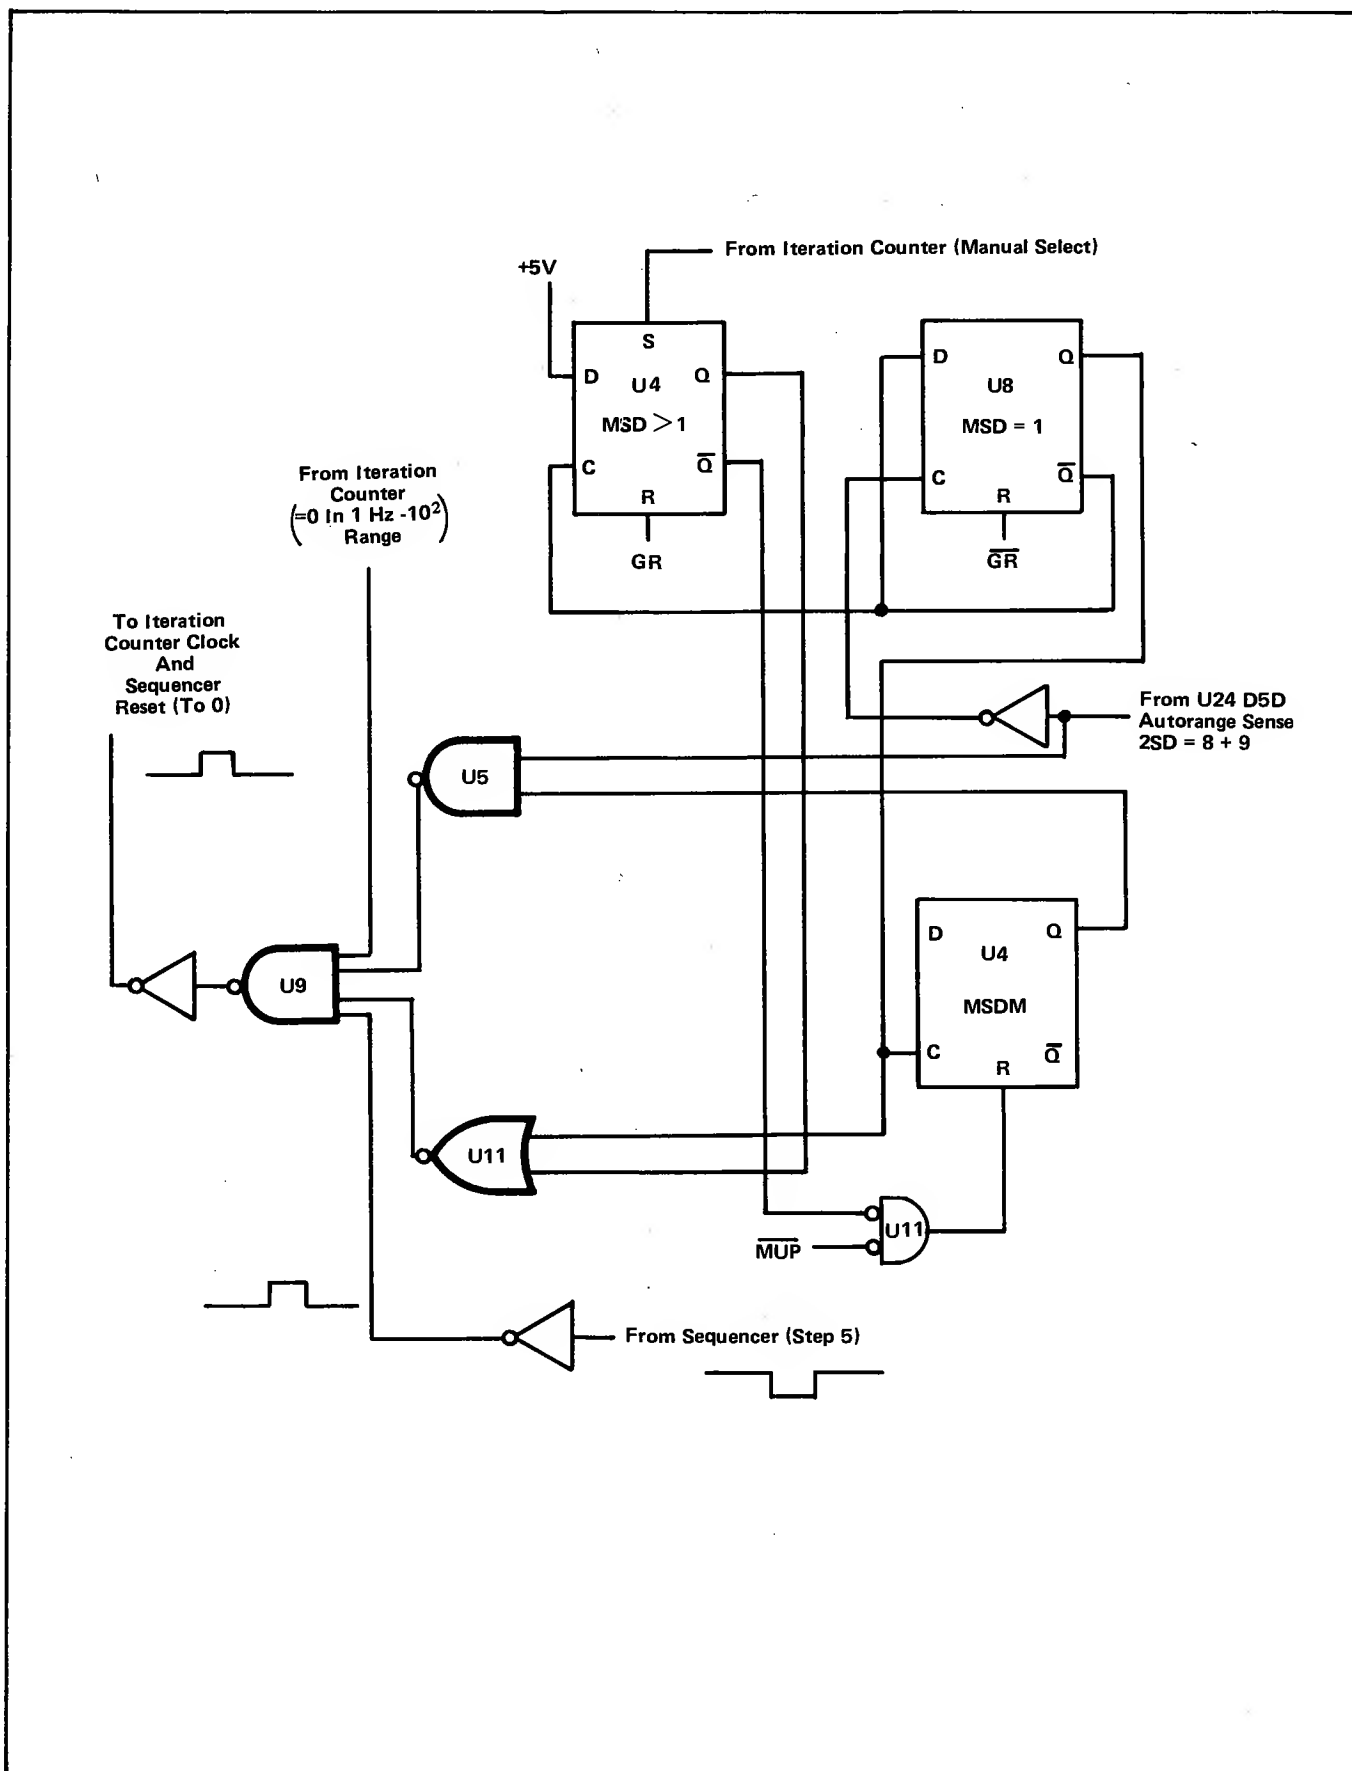 From Iteration Counter (Manual Select)
+5V
S
D
U4
Q
MSD >1
C
Q̅
R
GR
D
Q
U8
MSD = 1
C
Q̅
R
G̅R̅
From Iteration
Counter
(=0 In 1 Hz -10²)
Range
To Iteration
Counter Clock
And
Sequencer
Reset (To 0)
From U24 D5D
Autorange Sense
2SD = 8 + 9
U5
D
Q
U4
MSDM
C
Q̅
R
U9
U11
U11
M̅U̅P̅
From Sequencer (Step 5)